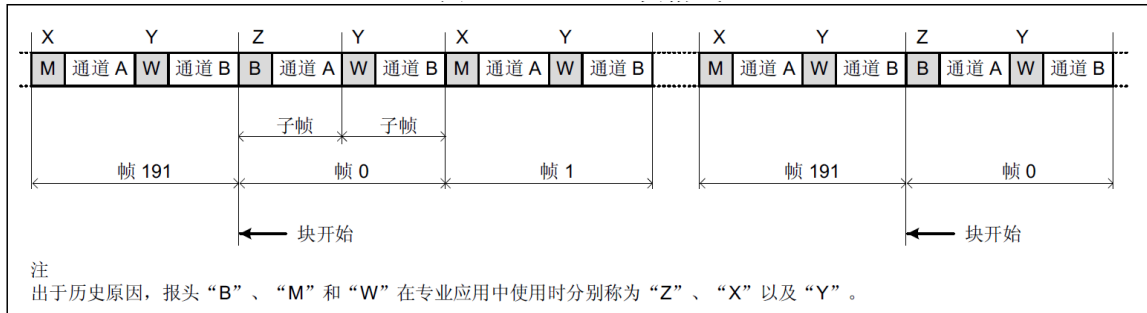 X Y Z Y X Y X Y Z Y
M 通道 A W 通道 B B 通道 A W 通道 B M 通道 A W 通道 B M 通道 A W 通道 B B 通道 A W 通道 B
子帧 子帧
帧 191 帧 0 帧 1 帧 191 帧 0
块开始 块开始
注
出于历史原因，报头“B”、“M”和“W”在专业应用中使用时分别称为“Z”、“X”以及“Y”。